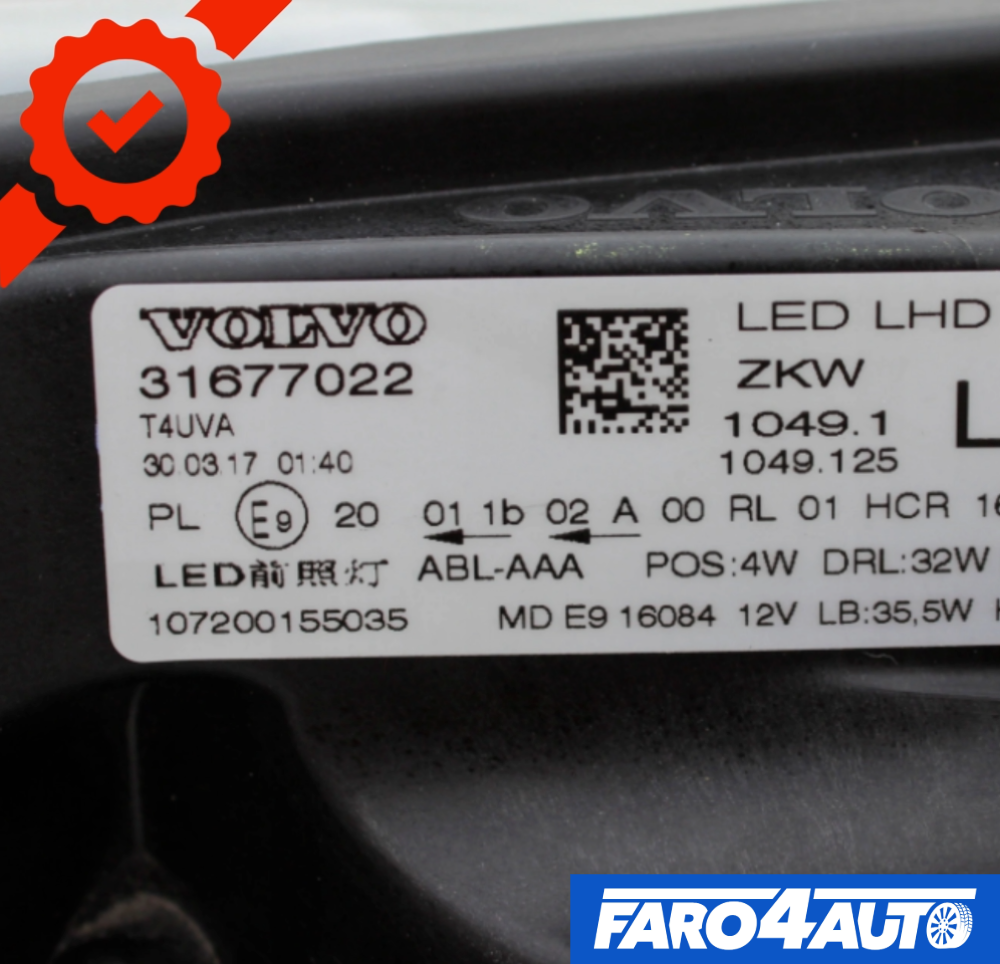 VOLVO
VOLVO
31677022
T4UVA
30.03.17 01:40
LED LHD
ZKW
1049.1
1049.125
L
PL E9 20 01 1b 02 A 00 RL 01 HCR
LED前照灯 ABL-AAA POS:4W DRL:32W
107200155035 MD E9 16084 12V LB:35,5W
FARO4AUTO